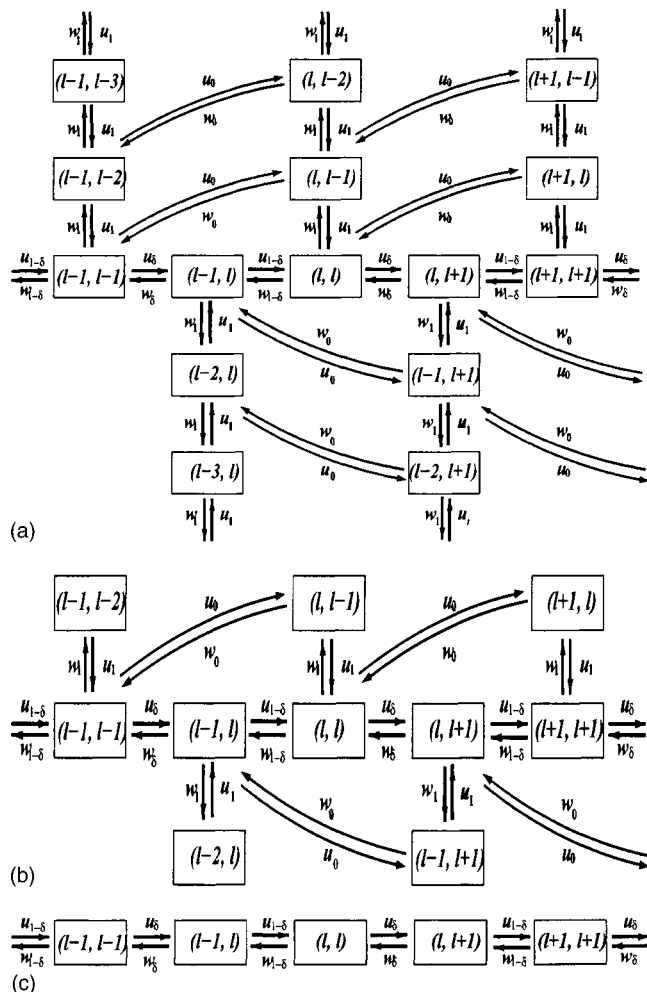 w₁ u₁ w₁ u₁ w₁ u₁
(l−1, l−3) (l, l−2) (l+1, l−1)
u₀ u₀
w₁ u₁ w₀ w₁ u₁ w₀ w₁ u₁
(l−1, l−2) (l, l−1) (l+1, l)
u₀ u₀
w₁ u₁ w₀ w₁ u₁ w₀ w₁ u₁
u₁₋δ uδ u₁₋δ uδ u₁₋δ uδ
(l−1, l−1) (l−1, l) (l, l) (l, l+1) (l+1, l+1)
w₁₋δ wδ w₁₋δ wδ w₁₋δ wδ
w₁ u₁ w₀ w₁ u₁ w₀
(l−2, l) u₀ (l−1, l+1) u₀
w₁ u₁ w₀ w₁ u₁ w₀
(l−3, l) u₀ (l−2, l+1) u₀
w₁ u₁ w₁ u₁
(a)
(l−1, l−2) (l, l−1) (l+1, l)
u₀ u₀
w₁ u₁ w₀ w₁ u₁ w₀ w₁ u₁
u₁₋δ uδ u₁₋δ uδ u₁₋δ uδ
(l−1, l−1) (l−1, l) (l, l) (l, l+1) (l+1, l+1)
w₁₋δ wδ w₁₋δ wδ w₁₋δ wδ
w₁ u₁ w₀ w₁ u₁ w₀
u₀ u₀
(l−2, l) (l−1, l+1)
(b)
u₁₋δ uδ u₁₋δ uδ u₁₋δ uδ
(l−1, l−1) (l−1, l) (l, l) (l, l+1) (l+1, l+1)
w₁₋δ wδ w₁₋δ wδ w₁₋δ wδ
(c)